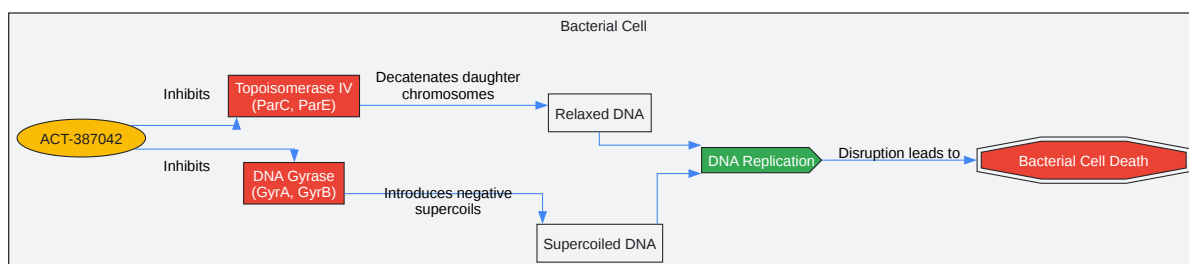 Bacterial Cell
Inhibits
Topoisomerase IV
(ParC, ParE)
Decatenates daughter
chromosomes
Relaxed DNA
ACT-387042
Inhibits
DNA Gyrase
(GyrA, GyrB)
Introduces negative
supercoils
Supercoiled DNA
DNA Replication
Disruption leads to
Bacterial Cell Death